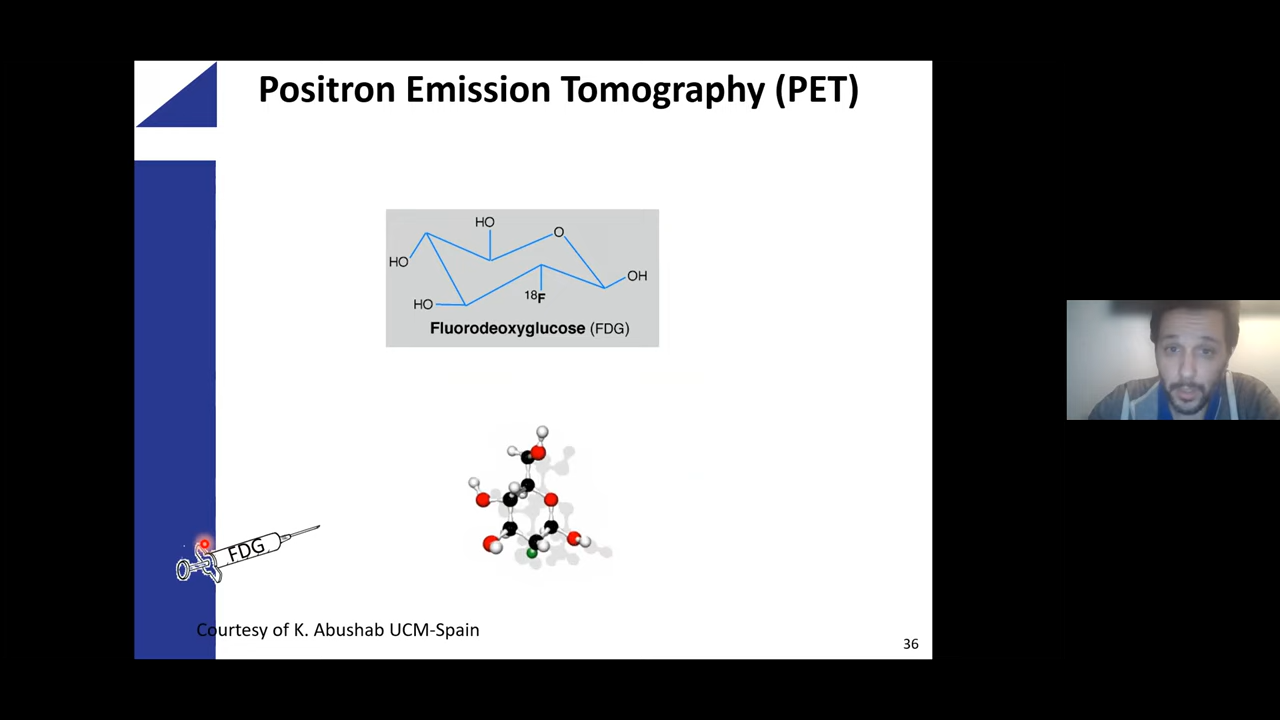 Positron Emission Tomography (PET)
HO
O
HO
OH
HO
18F
Fluorodeoxyglucose (FDG)
FDG
Courtesy of K. Abushab UCM-Spain
36